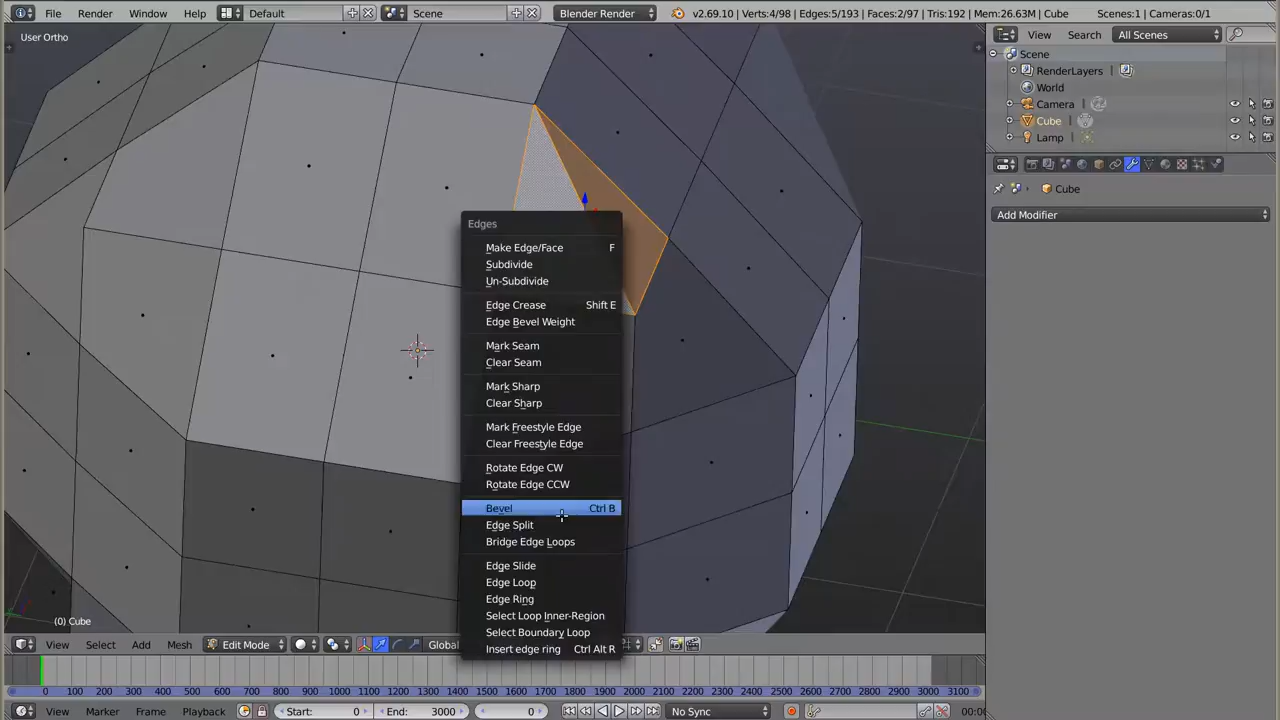 File Render Window Help Default Scene Blender Render v2.69.10 | Verts:4/98 | Edges:5/193 | Faces:2/97 | Tris:192 | Mem:26.63M | Cube Scenes:1 | Cameras:0/1
User Ortho
View Search All Scenes
Scene
RenderLayers
World
Camera
Cube
Lamp
Cube
Add Modifier
Edges
Make Edge/Face F
Subdivide
Un-Subdivide
Edge Crease Shift E
Edge Bevel Weight
Mark Seam
Clear Seam
Mark Sharp
Clear Sharp
Mark Freestyle Edge
Clear Freestyle Edge
Rotate Edge CW
Rotate Edge CCW
Bevel Ctrl B
Edge Split
Bridge Edge Loops
Edge Slide
Edge Loop
Edge Ring
Select Loop Inner-Region
Select Boundary Loop
Insert edge ring Ctrl Alt R
(0) Cube
View Select Add Mesh Edit Mode Global
0 100 200 300 400 500 600 700 800 900 1000 1100 1200 1300 1400 1500 1600 1700 1800 1900 2000 2100 2200 2300 2400 2500 2600 2700 2800 2900 3000 3100
View Marker Frame Playback Start: 0 End: 3000 0 No Sync